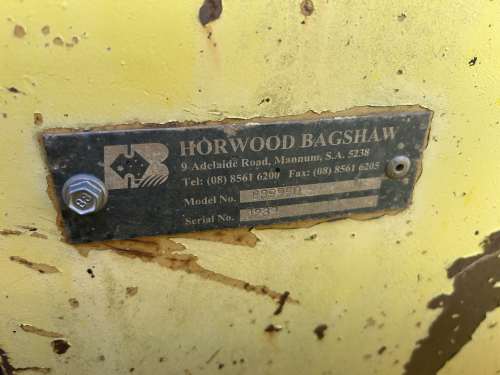 HORWOOD BAGSHAW
9 Adelaide Road, Mannum, S.A. 5238
Tel: (08) 8561 6200 Fax: (08) 8561 6205
Model No.
Serial No.